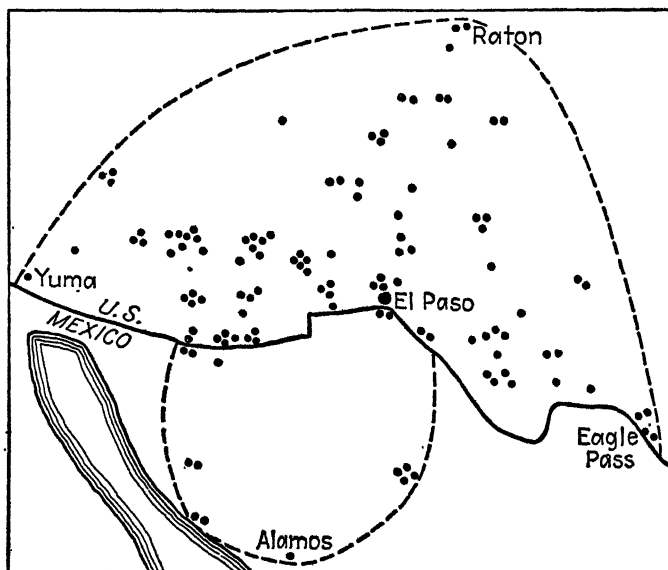 Raton
Yuma
U.S.
MEXICO
El Paso
Eagle
Pass
Alamos